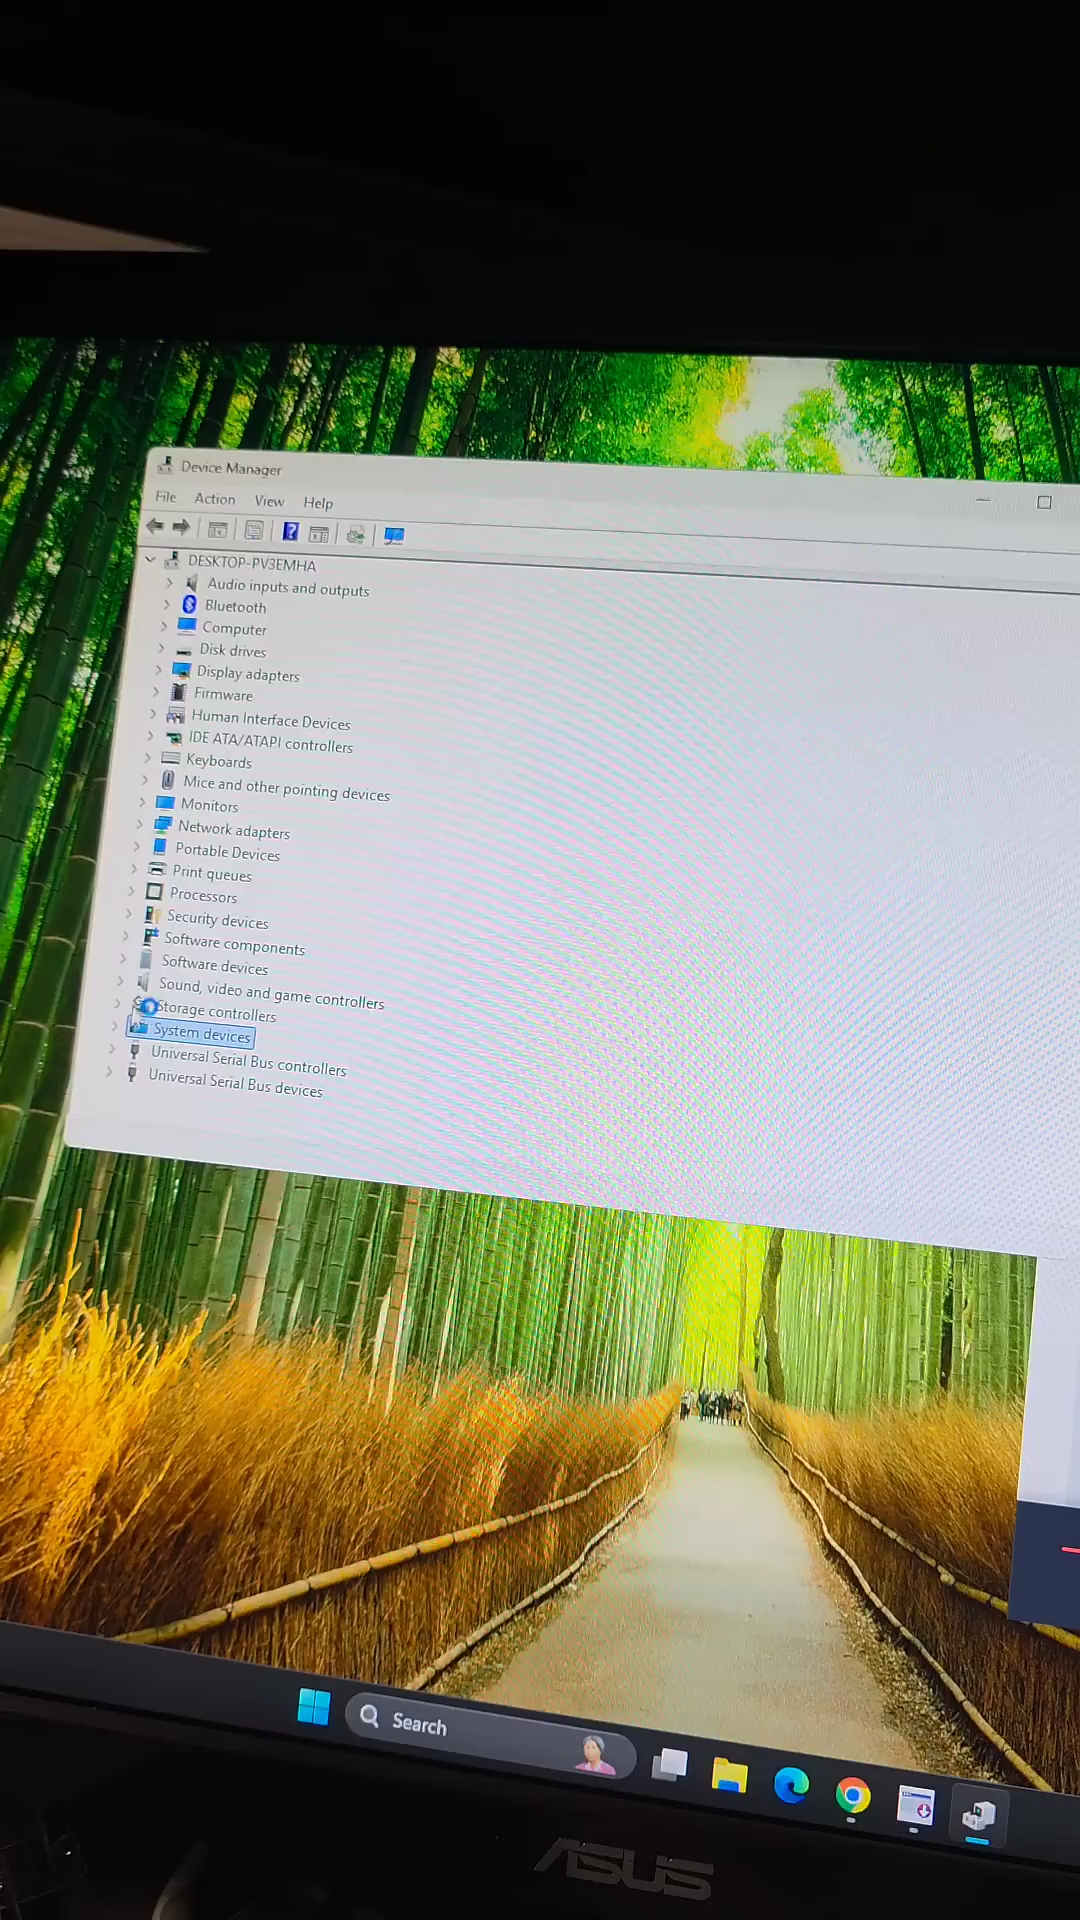 Device Manager
File Action View Help
DESKTOP-PV3EMHA
Audio inputs and outputs
Bluetooth
Computer
Disk drives
Display adapters
Firmware
Human Interface Devices
IDE ATA/ATAPI controllers
Keyboards
Mice and other pointing devices
Monitors
Network adapters
Portable Devices
Print queues
Processors
Security devices
Software components
Software devices
Sound, video and game controllers
Storage controllers
System devices
Universal Serial Bus controllers
Universal Serial Bus devices
Search
ASUS